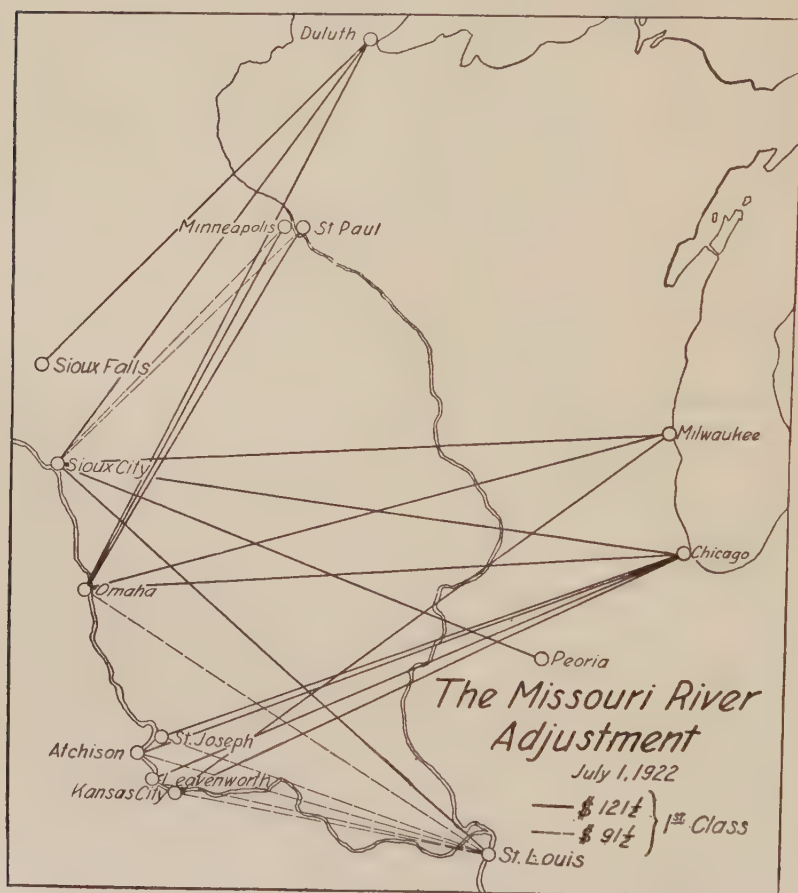 Duluth
Minneapolis
St Paul
Sioux Falls
Milwaukee
Sioux City
Chicago
Omaha
Peoria
The Missouri River
Adjustment
July 1, 1922
St. Joseph
Atchison
Leavenworth
Kansas City
$ 121½
$ 91½
1st Class
St. Louis